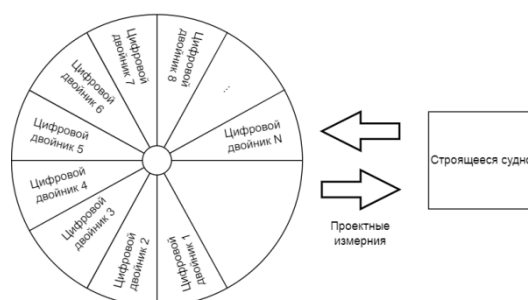 Цифровой
двойник 1
Цифровой
двойник 2
Цифровой
двойник 3
Цифровой
двойник 4
Цифровой
двойник 5
Цифровой
двойник 6
Цифровой
двойник 7
Цифровой
двойник 8
...
Цифровой
двойник N
Проектные
измерения
Строящееся судно